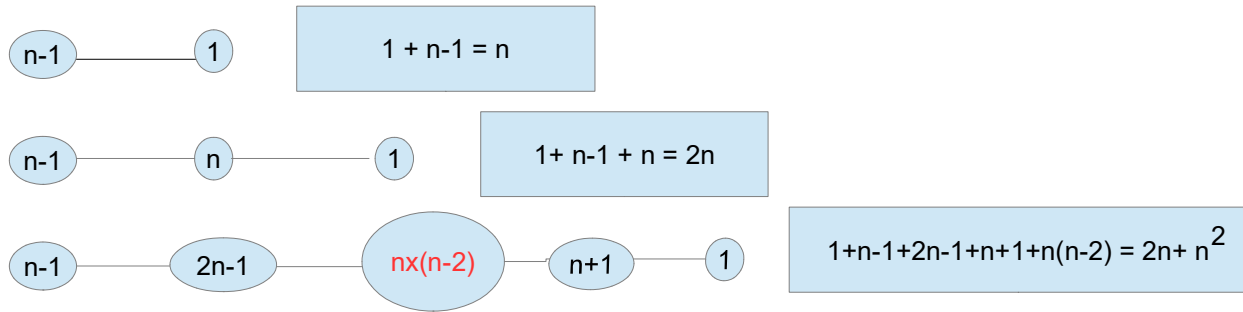 n-1 1 1 + n-1 = n
n-1 n 1 1+ n-1 + n = 2n
n-1 2n-1 nx(n-2) n+1 1 1+n-1+2n-1+n+1+n(n-2) = 2n+ n²